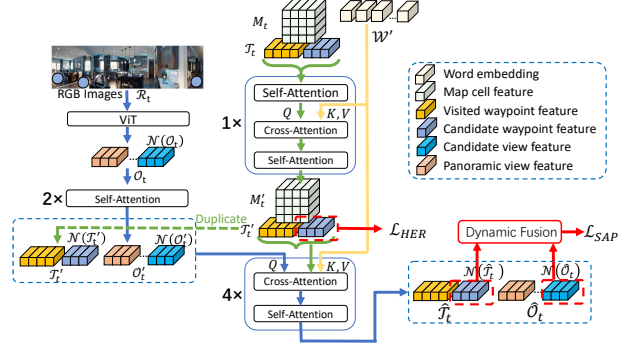 M_t
𝒯_t
𝒲′
RGB Images ℛ_t
ViT
𝒩(𝒪_t)
𝒪_t
2×
Self-Attention
1×
Self-Attention
Q
K,V
Cross-Attention
Self-Attention
Word embedding
Map cell feature
Visited waypoint feature
Candidate waypoint feature
Candidate view feature
Panoramic view feature
M′_t
Duplicate
𝒯′_t
ℒ_HER
𝒩(𝒯′_t)
𝒩(𝒪′_t)
𝒯′_t
𝒪′_t
Q
K,V
4×
Cross-Attention
Self-Attention
Dynamic Fusion
ℒ_SAP
𝒩(𝒯̂_t)
𝒩(𝒪̂_t)
𝒯̂_t
𝒪̂_t